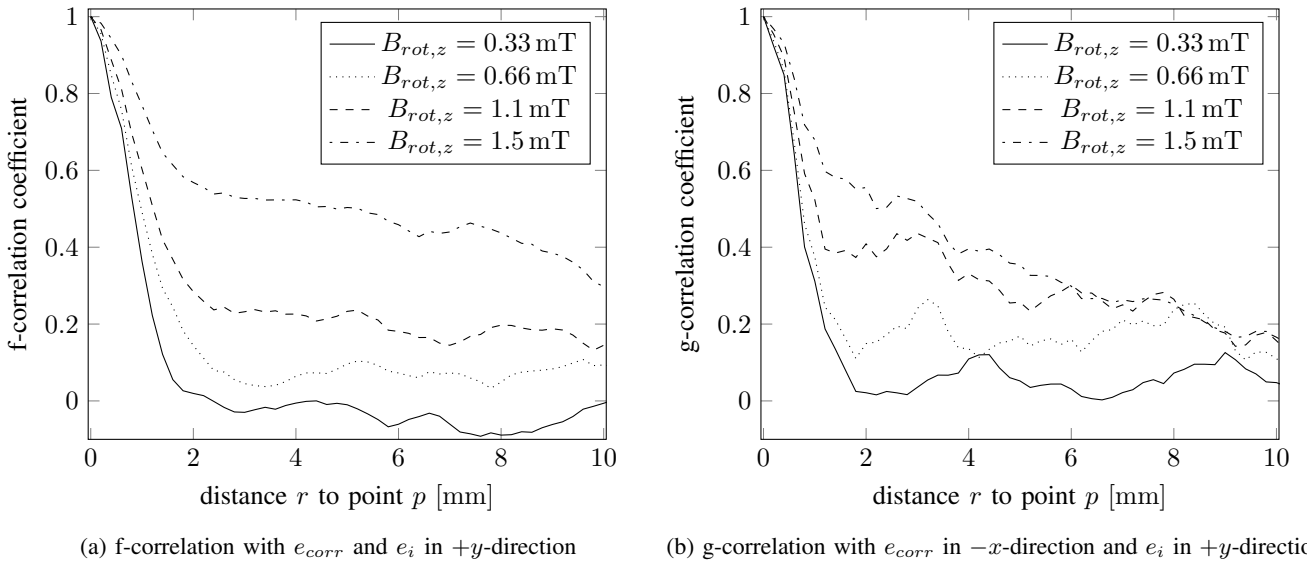 1
0.8
0.6
0.4
0.2
0
f-correlation coefficient
B_{rot,z} = 0.33 mT
B_{rot,z} = 0.66 mT
B_{rot,z} = 1.1 mT
B_{rot,z} = 1.5 mT
0 2 4 6 8 10
distance r to point p [mm]
(a) f-correlation with e_{corr} and e_i in +y-direction
1
0.8
0.6
0.4
0.2
0
g-correlation coefficient
B_{rot,z} = 0.33 mT
B_{rot,z} = 0.66 mT
B_{rot,z} = 1.1 mT
B_{rot,z} = 1.5 mT
0 2 4 6 8 10
distance r to point p [mm]
(b) g-correlation with e_{corr} in −x-direction and e_i in +y-directio